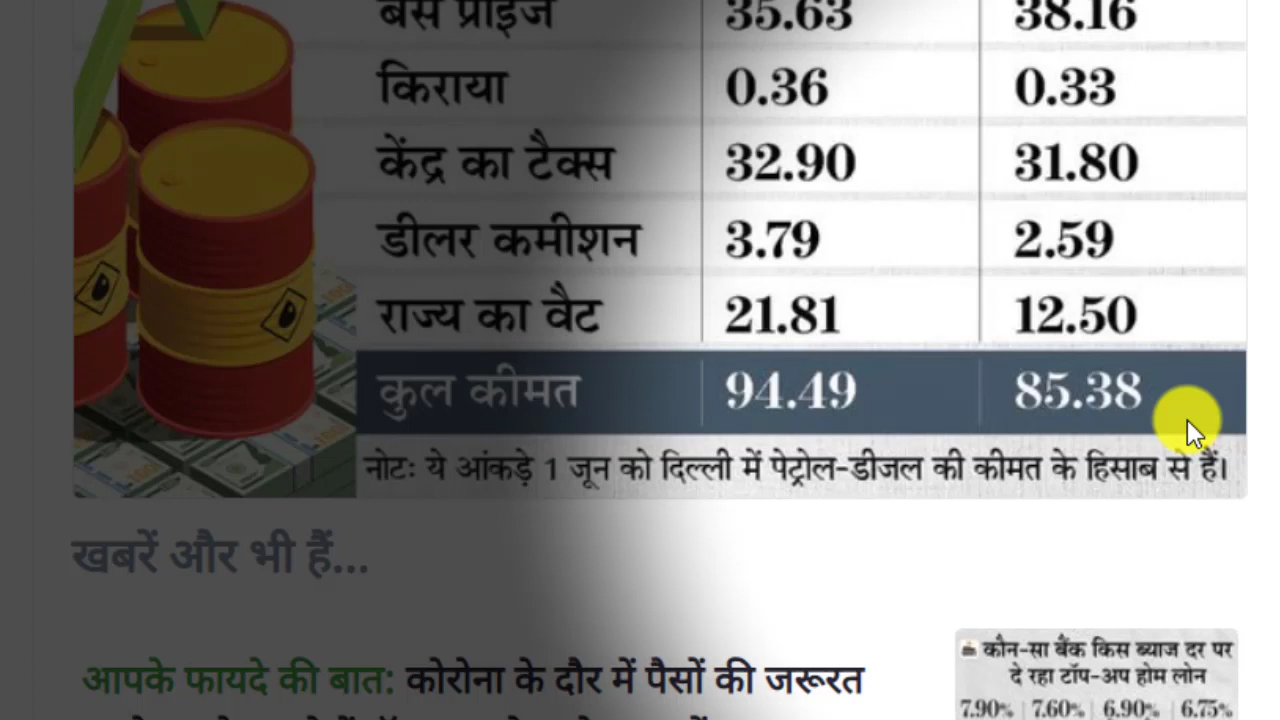 बेस प्राइज 35.63 38.16
किराया 0.36 0.33
केंद्र का टैक्स 32.90 31.80
डीलर कमीशन 3.79 2.59
राज्य का वैट 21.81 12.50
कुल कीमत 94.49 85.38
नोट: ये आंकड़े 1 जून को दिल्ली में पेट्रोल-डीजल की कीमत के हिसाब से हैं।
खबरें और भी हैं...
आपके फायदे की बात: कोरोना के दौर में पैसों की जरूरत
कौन-सा बैंक किस ब्याज दर पर
दे रहा टॉप-अप होम लोन
7.90% 7.60% 6.90% 6.75%